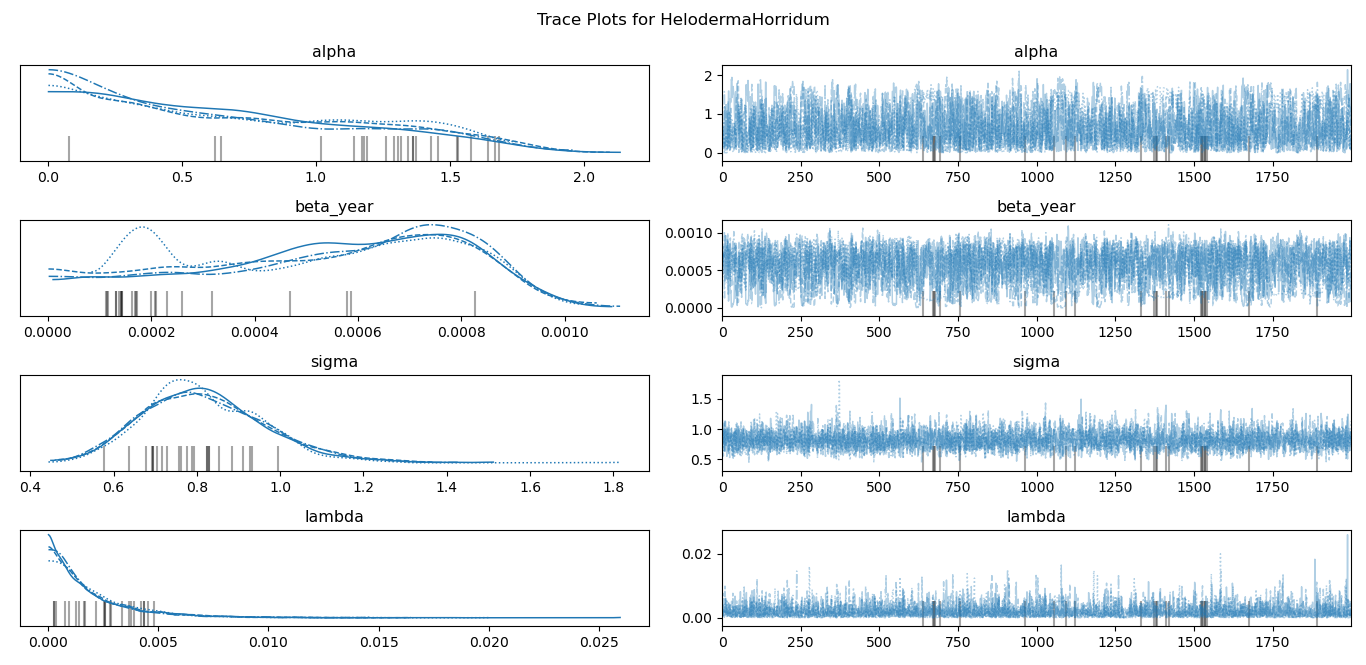 Trace Plots for HelodermaHorridum
alpha
0.0 0.5 1.0 1.5 2.0
alpha
2
1
0
0 250 500 750 1000 1250 1500 1750
beta_year
0.0000 0.0002 0.0004 0.0006 0.0008 0.0010
beta_year
0.0010
0.0005
0.0000
0 250 500 750 1000 1250 1500 1750
sigma
0.4 0.6 0.8 1.0 1.2 1.4 1.6 1.8
sigma
1.5
1.0
0.5
0 250 500 750 1000 1250 1500 1750
lambda
0.000 0.005 0.010 0.015 0.020 0.025
lambda
0.02
0.00
0 250 500 750 1000 1250 1500 1750